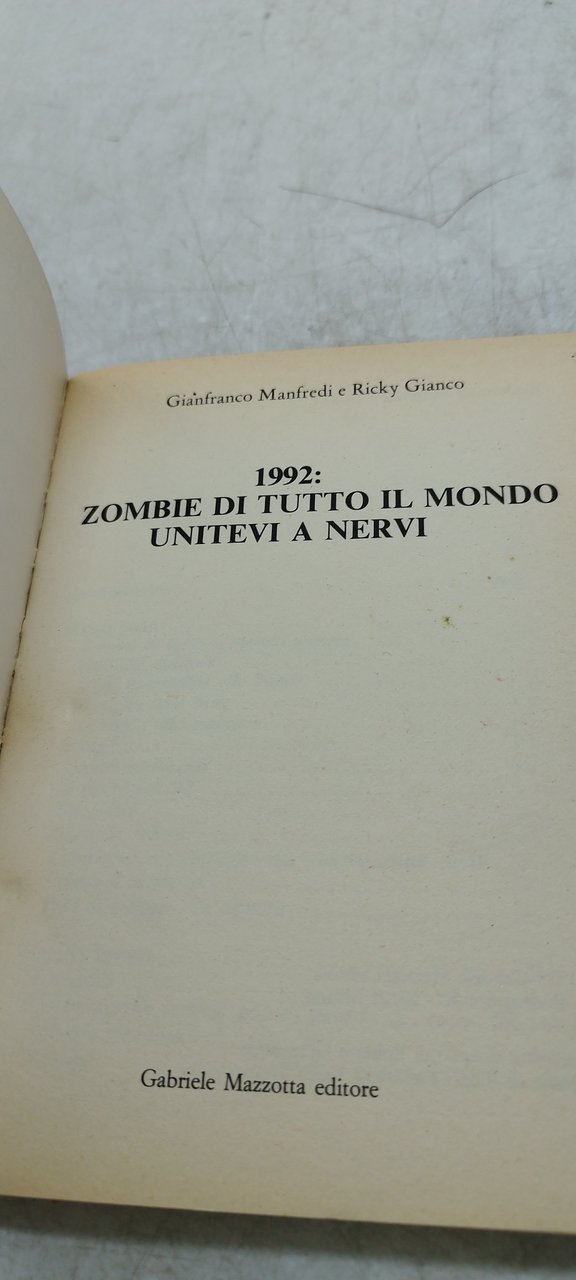 Gianfranco Manfredi e Ricky Gianco
1992:
ZOMBIE DI TUTTO IL MONDO
UNITEVI A NERVI
Gabriele Mazzotta editore